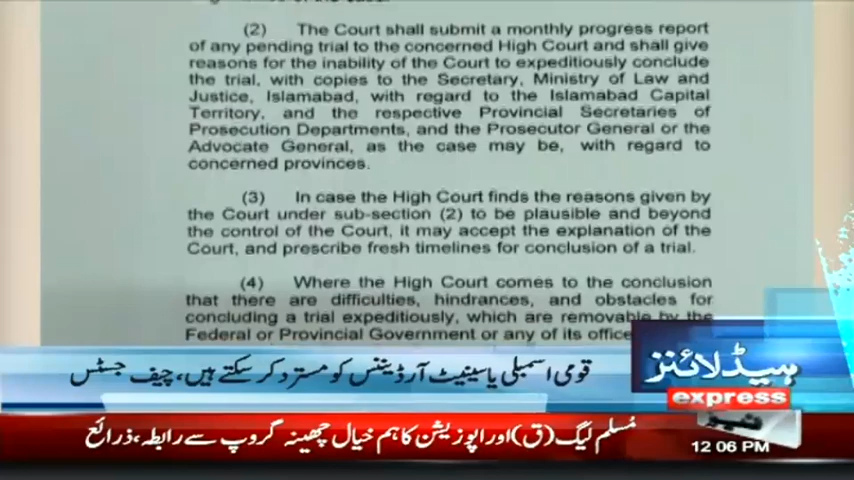 (2) The Court shall submit a monthly progress report
of any pending trial to the concerned High Court and shall give
reasons for the inability of the Court to expeditiously conclude
the trial, with copies to the Secretary, Ministry of Law and
Justice, Islamabad, with regard to the Islamabad Capital
Territory, and the respective Provincial Secretaries of
Prosecution Departments, and the Prosecutor General or the
Advocate General, as the case may be, with regard to
concerned provinces.
(3) In case the High Court finds the reasons given by
the Court under sub-section (2) to be plausible and beyond
the control of the Court, it may accept the explanation of the
Court, and prescribe fresh timelines for conclusion of a trial.
(4) Where the High Court comes to the conclusion
that there are difficulties, hindrances, and obstacles for
concluding a trial expeditiously, which are removable by the
Federal or Provincial Government or any of its office
ہیڈلائنز
قومی اسمبلی یا سینیٹ آرڈیننس کو مسترد کر سکتے ہیں، چیف جسٹس
express
نیوز
مسلم لیگ (ق) اور اپوزیشن کا ہم خیال چھینہ گروپ سے رابطہ، ذرائع
12:06 PM